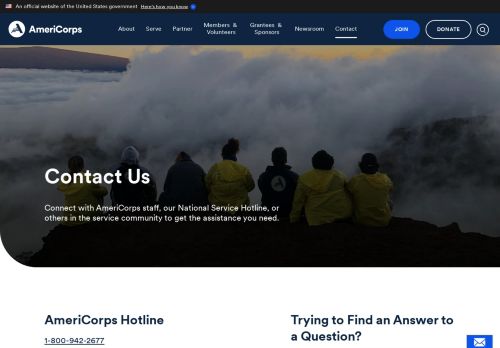 An official website of the United States government Here's how you know
AmeriCorps
About Serve Partner Members & Volunteers Grantees & Sponsors Newsroom Contact JOIN DONATE
Contact Us
Connect with AmeriCorps staff, our National Service Hotline, or
others in the service community to get the assistance you need.
AmeriCorps Hotline
1-800-942-2677
Trying to Find an Answer to
a Question?